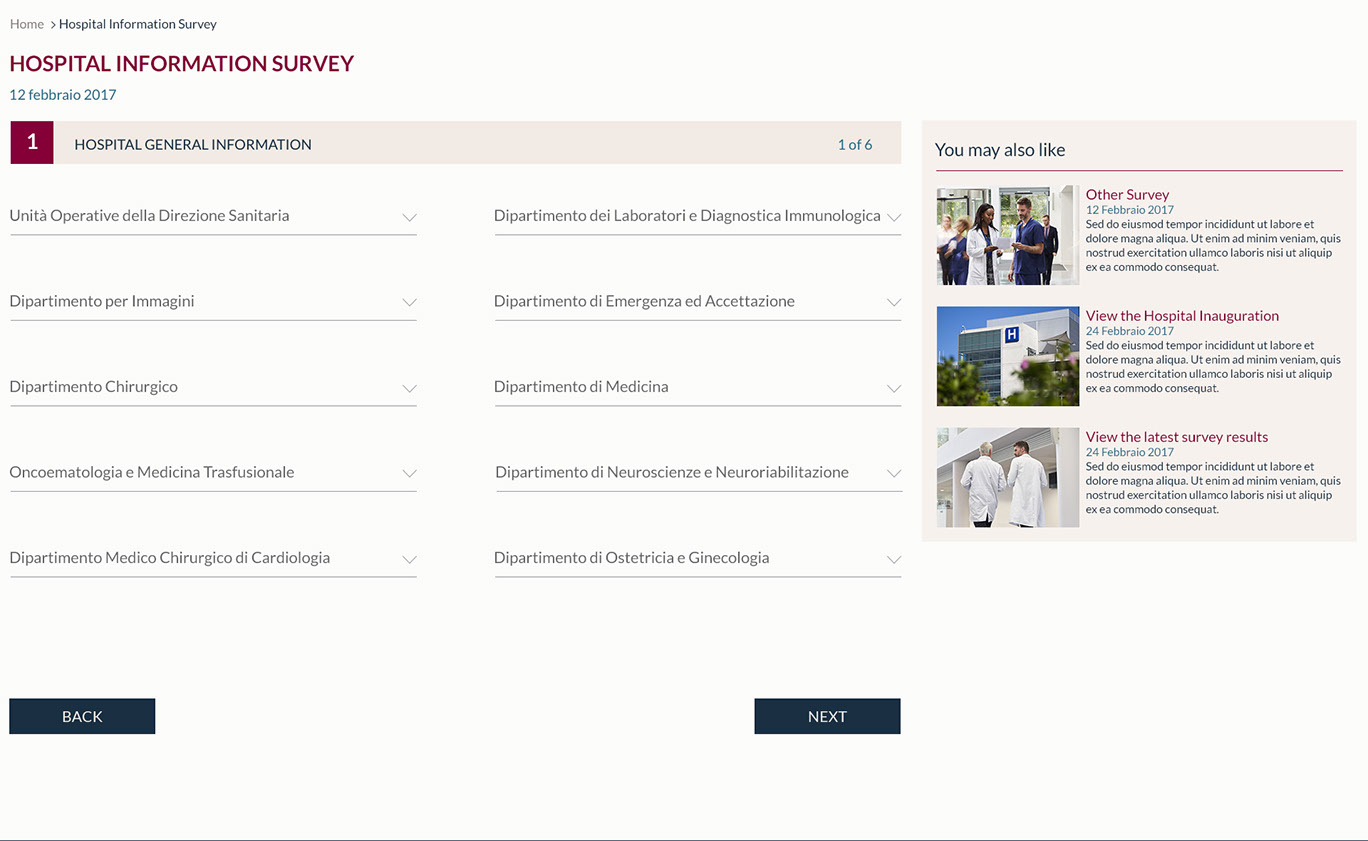 Home > Hospital Information Survey
HOSPITAL INFORMATION SURVEY
12 febbraio 2017
1 HOSPITAL GENERAL INFORMATION 1 of 6
Unità Operative della Direzione Sanitaria
Dipartimento dei Laboratori e Diagnostica Immunologica
Dipartimento per Immagini
Dipartimento di Emergenza ed Accettazione
Dipartimento Chirurgico
Dipartimento di Medicina
Oncoematologia e Medicina Trasfusionale
Dipartimento di Neuroscienze e Neuroriabilitazione
Dipartimento Medico Chirurgico di Cardiologia
Dipartimento di Ostetricia e Ginecologia
BACK
NEXT
You may also like
Other Survey
12 Febbraio 2017
Sed do eiusmod tempor incididunt ut labore et
dolore magna aliqua. Ut enim ad minim veniam, quis
nostrud exercitation ullamco laboris nisi ut aliquip
ex ea commodo consequat.
H
View the Hospital Inauguration
24 Febbraio 2017
Sed do eiusmod tempor incididunt ut labore et
dolore magna aliqua. Ut enim ad minim veniam, quis
nostrud exercitation ullamco laboris nisi ut aliquip
ex ea commodo consequat.
View the latest survey results
24 Febbraio 2017
Sed do eiusmod tempor incididunt ut labore et
dolore magna aliqua. Ut enim ad minim veniam, quis
nostrud exercitation ullamco laboris nisi ut aliquip
ex ea commodo consequat.